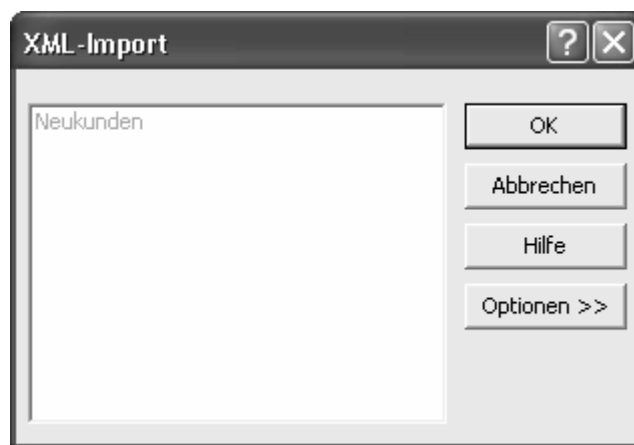 XML-Import
Neukunden
OK
Abbrechen
Hilfe
Optionen >>